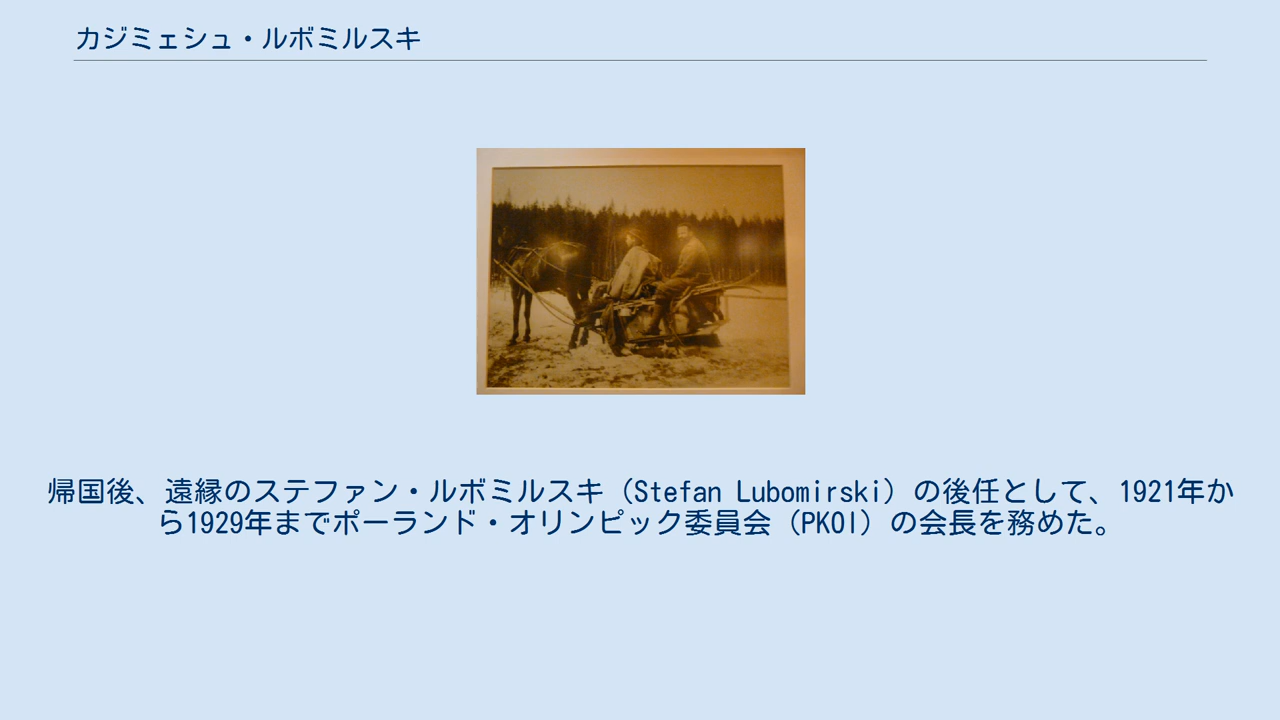 カジミェシュ・ルボミルスキ
帰国後、遠縁のステファン・ルボミルスキ（Stefan Lubomirski）の後任として、1921年か
ら1929年までポーランド・オリンピック委員会（PKOl）の会長を務めた。